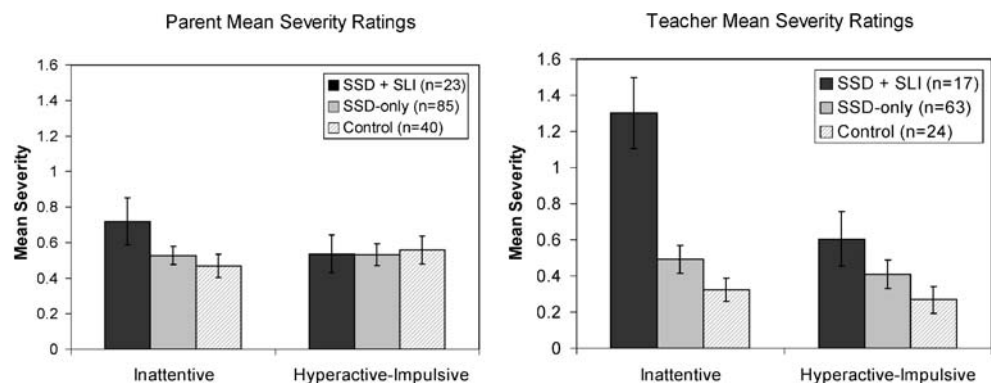 Parent Mean Severity Ratings
Mean Severity
1.6
1.4
1.2
1
0.8
0.6
0.4
0.2
0
SSD + SLI (n=23)
SSD-only (n=85)
Control (n=40)
Inattentive Hyperactive-Impulsive
Teacher Mean Severity Ratings
Mean Severity
1.6
1.4
1.2
1
0.8
0.6
0.4
0.2
0
SSD + SLI (n=17)
SSD-only (n=63)
Control (n=24)
Inattentive Hyperactive-Impulsive